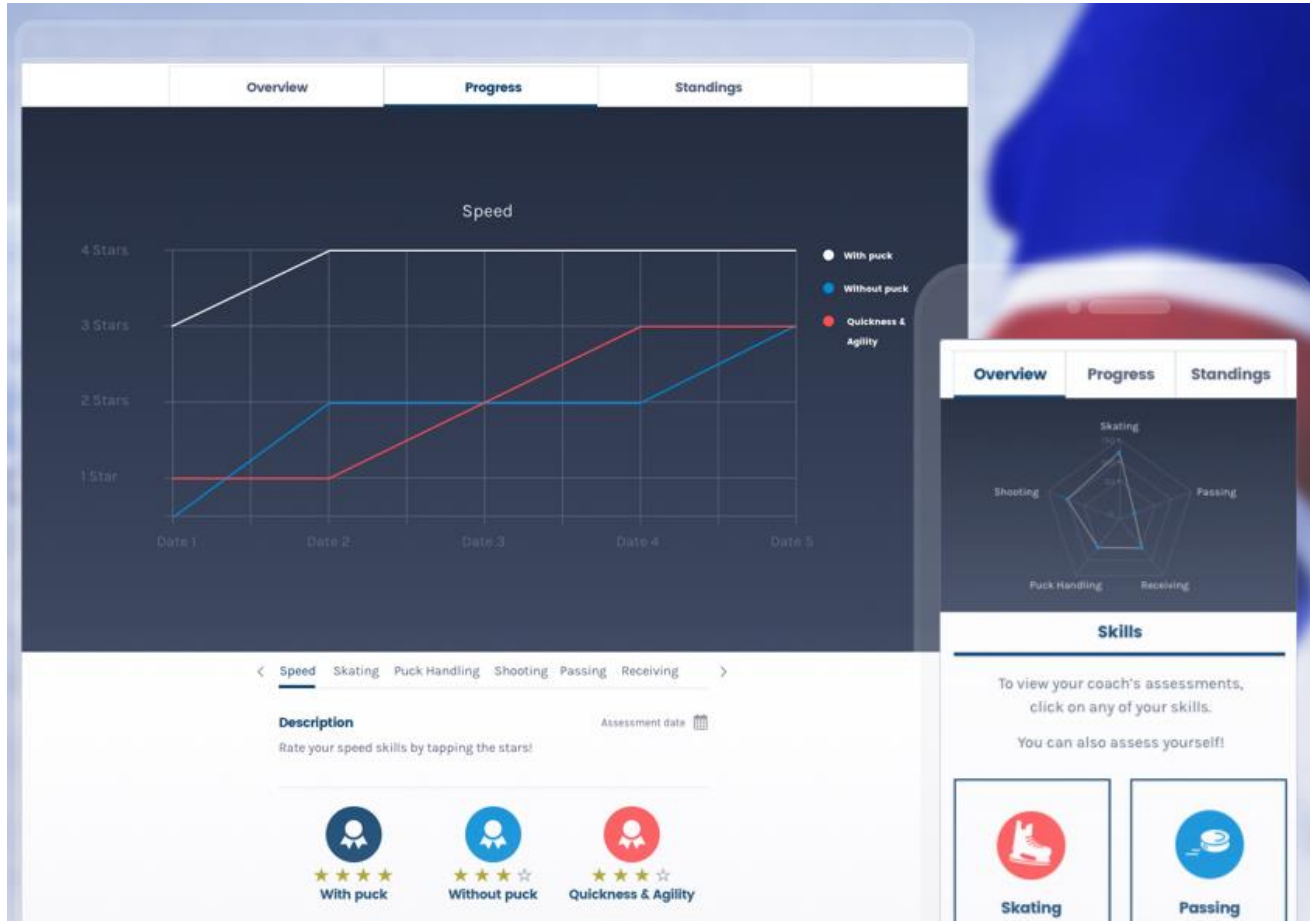 Overview Progress Standings
Speed
4 Stars
3 Stars
2 Stars
1 Star
Date 1 Date 2 Date 3 Date 4 Date 5
With puck
Without puck
Quickness &
Agility
Speed Skating Puck Handling Shooting Passing Receiving
Description
Assessment date
Rate your speed skills by tapping the stars!
With puck Without puck Quickness & Agility
Overview Progress Standings
Skating
Shooting Passing
Puck Handling Receiving
Skills
To view your coach's assessments,
click on any of your skills.
You can also assess yourself!
Skating Passing